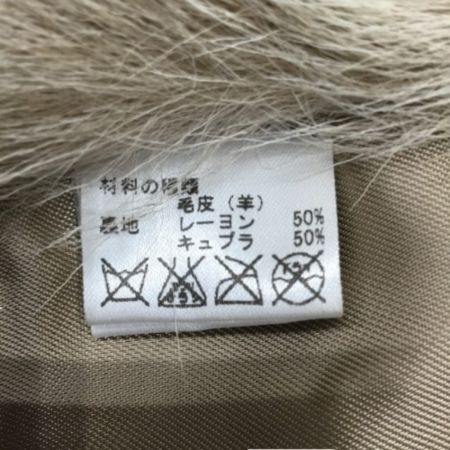 材料の種類
毛皮（羊）
裏地 レーヨン 50%
キュプラ 50%